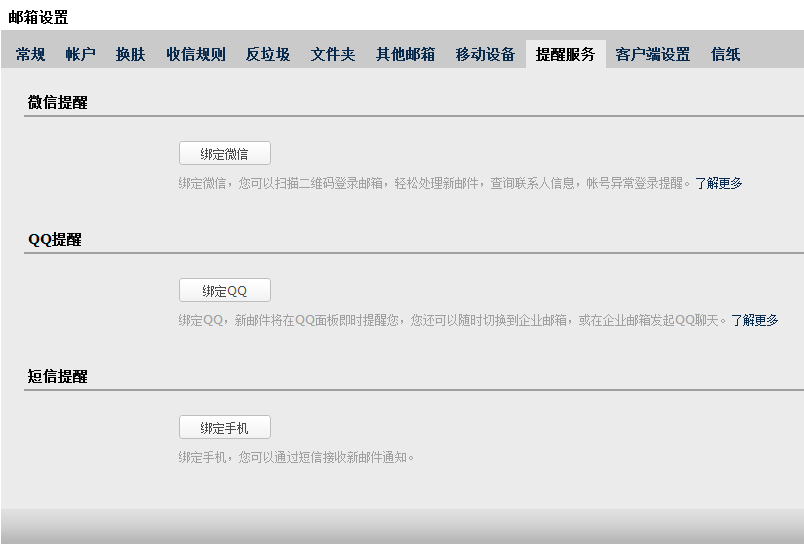 邮箱设置
常规 帐户 换肤 收信规则 反垃圾 文件夹 其他邮箱 移动设备 提醒服务 客户端设置 信纸
微信提醒
绑定微信
绑定微信，您可以扫描二维码登录邮箱，轻松处理新邮件，查询联系人信息，帐号异常登录提醒。了解更多
QQ提醒
绑定QQ
绑定QQ，新邮件将在QQ面板即时提醒您，您还可以随时切换到企业邮箱，或在企业邮箱发起QQ聊天。了解更多
短信提醒
绑定手机
绑定手机，您可以通过短信接收新邮件通知。